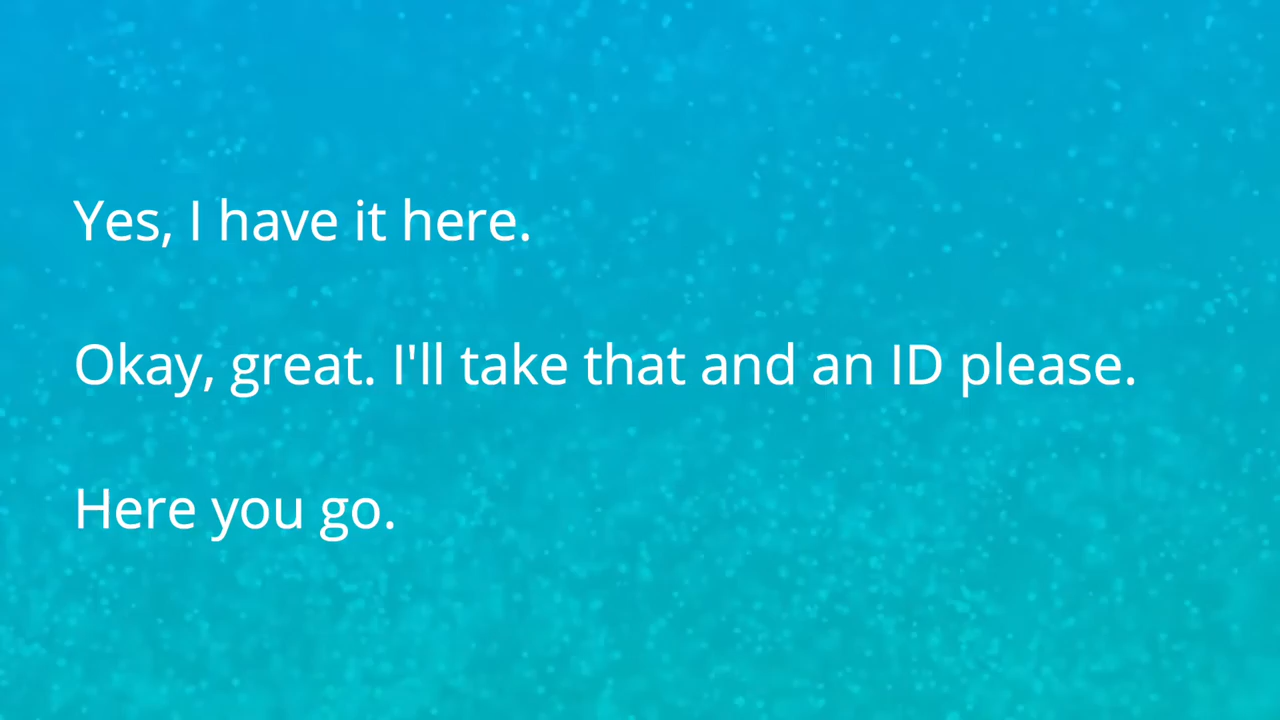 Yes, I have it here.
Okay, great. I'll take that and an ID please.
Here you go.